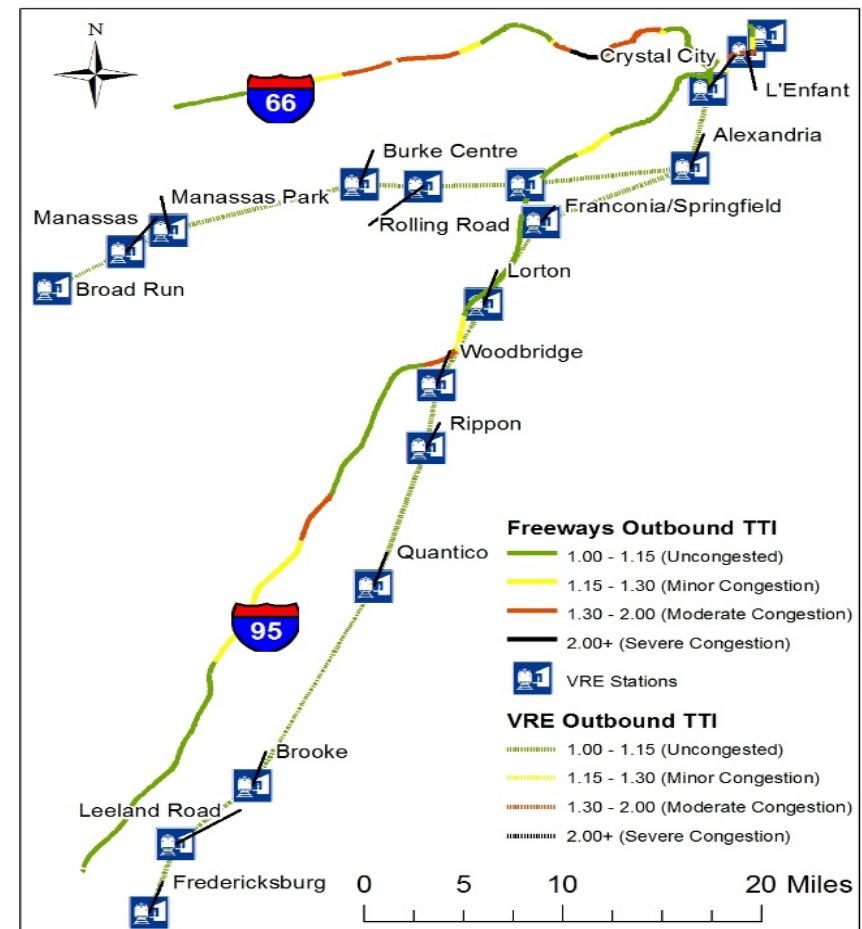 N
Crystal City
66
L'Enfant
Alexandria
Burke Centre
Manassas Park
Manassas
Rolling Road
Franconia/Springfield
Lorton
Broad Run
Woodbridge
Rippon
Quantico
95
Brooke
Leeland Road
Fredericksburg
Freeways Outbound TTI
1.00 - 1.15 (Uncongested)
1.15 - 1.30 (Minor Congestion)
1.30 - 2.00 (Moderate Congestion)
2.00+ (Severe Congestion)
VRE Stations
VRE Outbound TTI
1.00 - 1.15 (Uncongested)
1.15 - 1.30 (Minor Congestion)
1.30 - 2.00 (Moderate Congestion)
2.00+ (Severe Congestion)
0 5 10 20 Miles